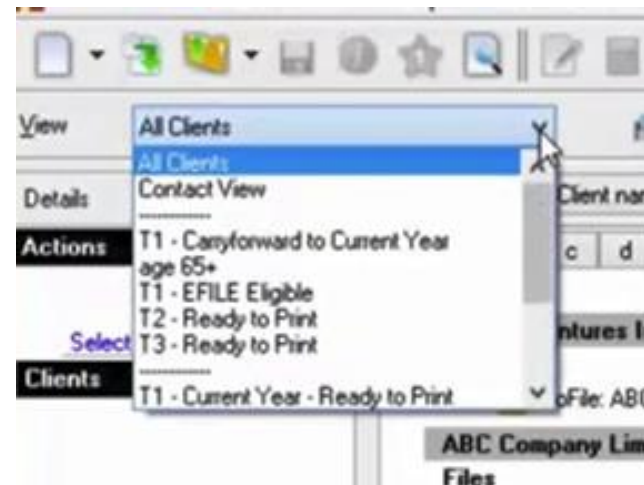 View
All Clients
All Clients
Contact View
------------
T1 - Carryforward to Current Year
age 65+
T1 - EFILE Eligible
T2 - Ready to Print
T3 - Ready to Print
------------
T1 - Current Year - Ready to Print
Details
Actions
Select
Clients
Client nar
c d
ntures I
oFile: ABC
ABC Company Lim
Files